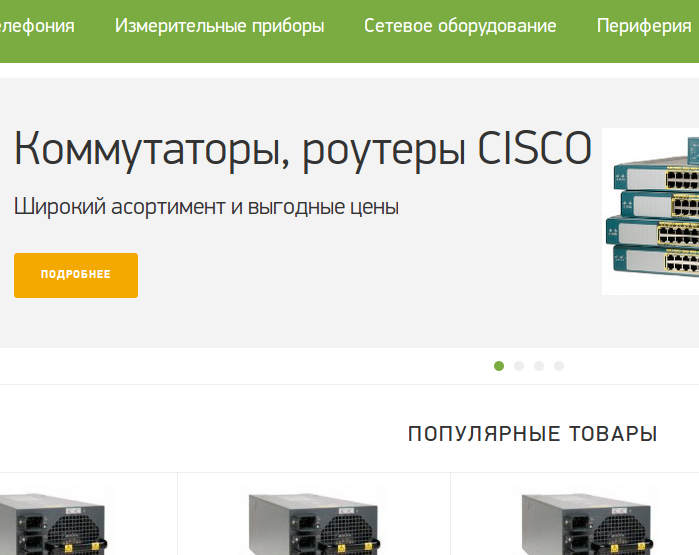 елефония Измерительные приборы Сетевое оборудование Периферия
Коммутаторы, роутеры CISCO
Широкий асортимент и выгодные цены
ПОДРОБНЕЕ
ПОПУЛЯРНЫЕ ТОВАРЫ